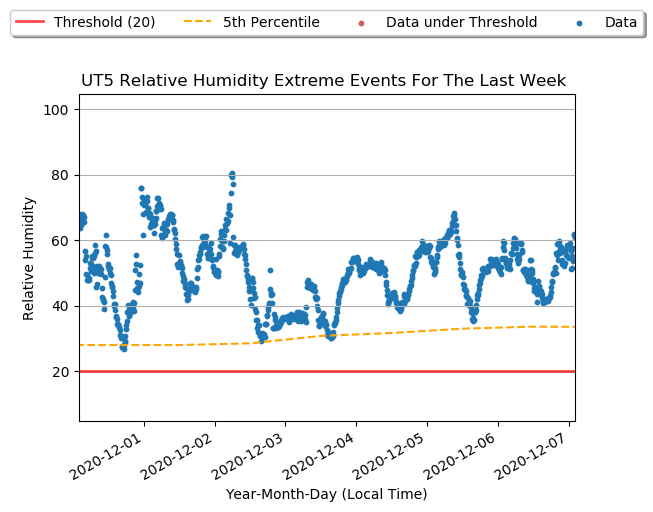 Threshold (20) 5th Percentile Data under Threshold Data
UT5 Relative Humidity Extreme Events For The Last Week
100
80
60
40
20
Relative Humidity
2020-12-01 2020-12-02 2020-12-03 2020-12-04 2020-12-05 2020-12-06 2020-12-07
Year-Month-Day (Local Time)